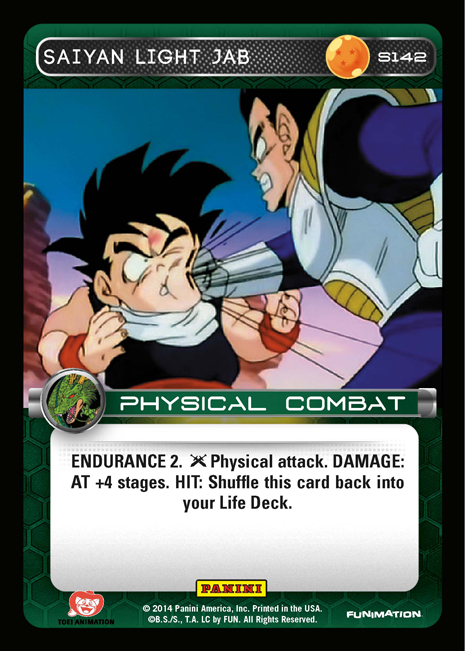 SAIYAN LIGHT JAB S142
PHYSICAL COMBAT
ENDURANCE 2. Physical attack. DAMAGE:
AT +4 stages. HIT: Shuffle this card back into
your Life Deck.
PANINI
TOEI ANIMATION
© 2014 Panini America, Inc. Printed in the USA.
©B.S./S., T.A. LC by FUN. All Rights Reserved.
FUNIMATION